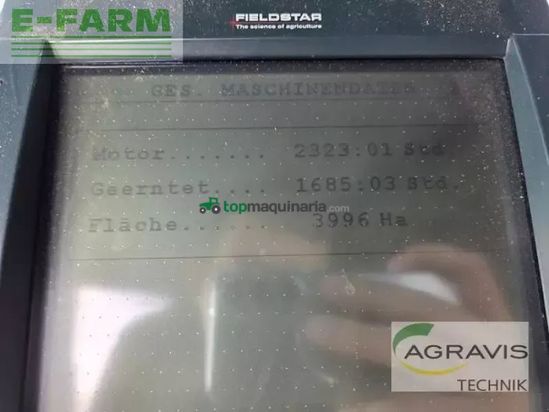 E-FARM
FIELDSTAR
The science of agriculture
GES. MASCHINENDATEN
Motor....... 2323:01 Std.
Geerntet.... 1685:03 Std.
topmaquinaria.com
Fläche....... 3996 Ha
AGRAVIS
TECHNIK